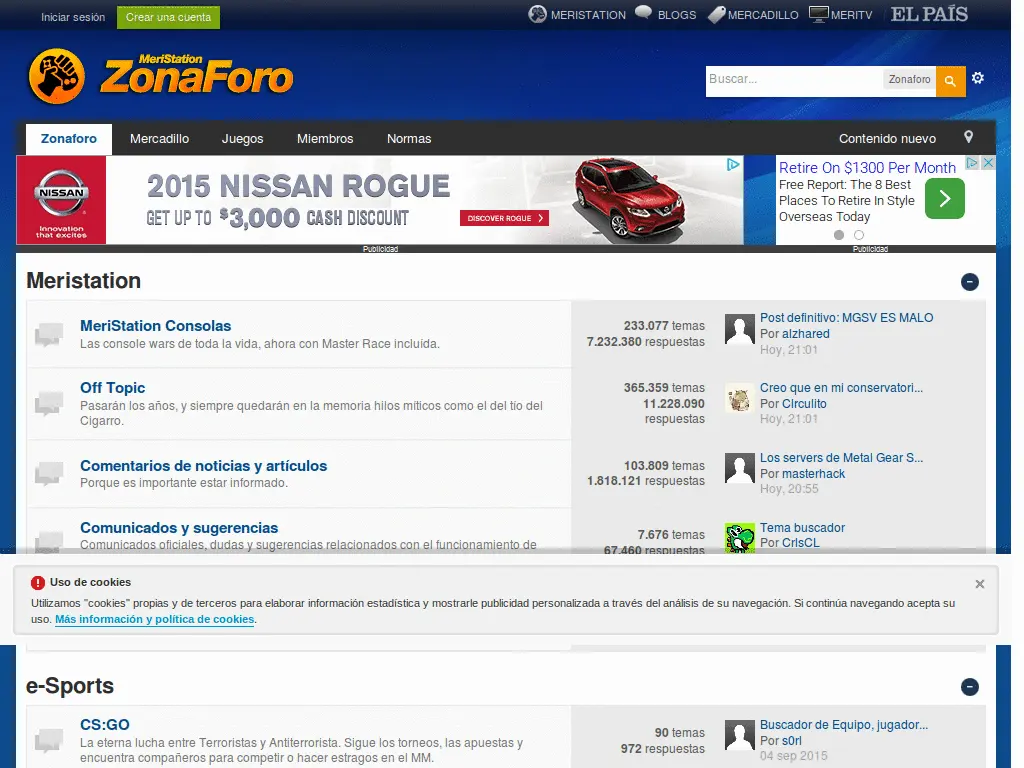 Iniciar sesión
Crear una cuenta
MERISTATION
BLOGS
MERCADILLO
MERITV
EL PAÍS
MeriStation
ZonaForo
Buscar...
Zonaforo
Zonaforo
Mercadillo
Juegos
Miembros
Normas
Contenido nuevo
NISSAN
Innovation
that excites
2015 NISSAN ROGUE
GET UP TO $3,000 CASH DISCOUNT
DISCOVER ROGUE
Retire On $1300 Per Month
Free Report: The 8 Best
Places To Retire In Style
Overseas Today
Publicidad
Publicidad
Meristation
MeriStation Consolas
Las console wars de toda la vida, ahora con Master Race incluida.
233.077 temas
7.232.380 respuestas
Post definitivo: MGSV ES MALO
Por alzhared
Hoy, 21:01
Off Topic
Pasarán los años, y siempre quedarán en la memoria hilos míticos como el del tío del
Cigarro.
365.359 temas
11.228.090
respuestas
Creo que en mi conservatori...
Por CIrculito
Hoy, 21:01
Comentarios de noticias y artículos
Porque es importante estar informado.
103.809 temas
1.818.121 respuestas
Los servers de Metal Gear S...
Por masterhack
Hoy, 20:55
Comunicados y sugerencias
Comunicados oficiales, dudas y sugerencias relacionados con el funcionamiento de
7.676 temas
67.460 respuestas
Tema buscador
Por CrIsCL
Uso de cookies
Utilizamos "cookies" propias y de terceros para elaborar información estadística y mostrarle publicidad personalizada a través del análisis de su navegación. Si continúa navegando acepta su
uso. Más información y política de cookies.
e-Sports
CS:GO
La eterna lucha entre Terroristas y Antiterrorista. Sigue los torneos, las apuestas y
encuentra compañeros para competir o hacer estragos en el MM.
90 temas
972 respuestas
Buscador de Equipo, jugador...
Por s0rl
04 sep 2015